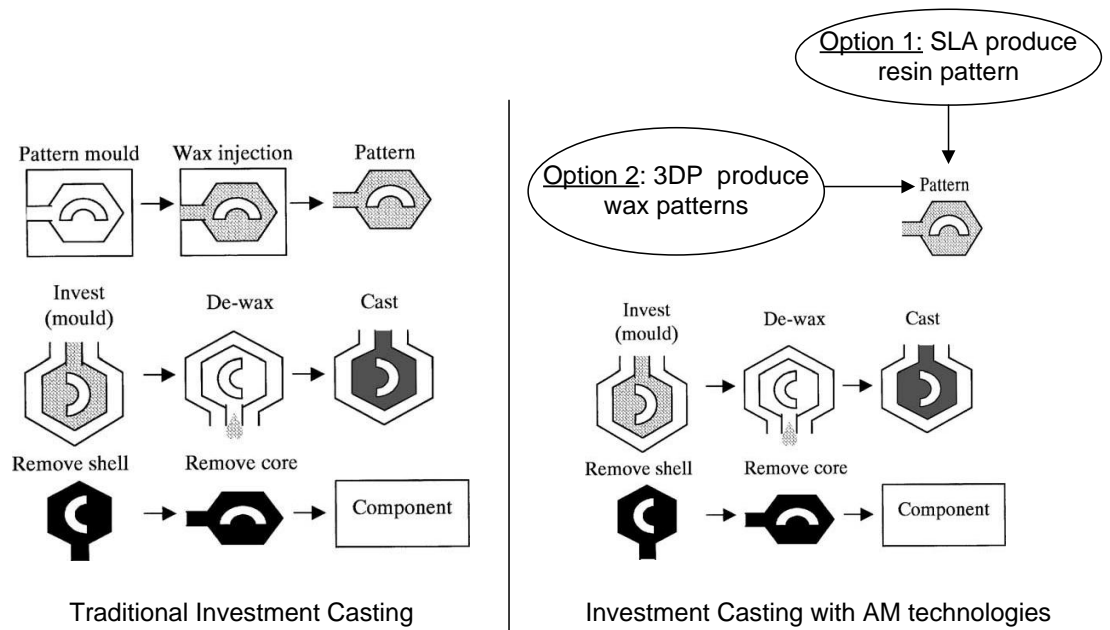 Pattern mould
Wax injection
Pattern
Invest
(mould)
De-wax
Cast
Remove shell
Remove core
Component
Traditional Investment Casting
Option 1: SLA produce
resin pattern
Option 2: 3DP produce
wax patterns
Pattern
Invest
(mould)
De-wax
Cast
Remove shell
Remove core
Component
Investment Casting with AM technologies